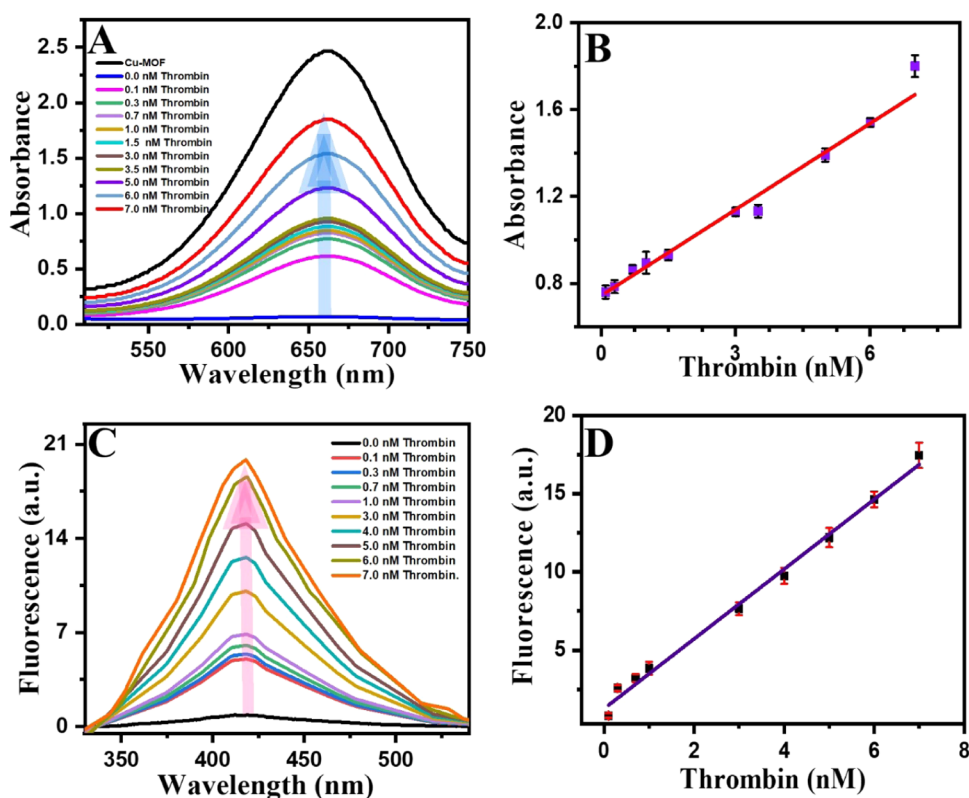 A
Cu-MOF
0.0 nM Thrombin
0.1 nM Thrombin
0.3 nM Thrombin
0.7 nM Thrombin
1.0 nM Thrombin
1.5 nM Thrombin
3.0 nM Thrombin
3.5 nM Thrombin
5.0 nM Thrombin
6.0 nM Thrombin
7.0 nM Thrombin
Absorbance
2.5
2.0
1.5
1.0
0.5
0.0
550 600 650 700 750
Wavelength (nm)
B
Absorbance
2.0
1.6
1.2
0.8
0 3 6
Thrombin (nM)
C
0.0 nM Thrombin
0.1 nM Thrombin
0.3 nM Thrombin
0.7 nM Thrombin
1.0 nM Thrombin
3.0 nM Thrombin
4.0 nM Thrombin
5.0 nM Thrombin
6.0 nM Thrombin
7.0 nM Thrombin.
Fluorescence (a.u.)
21
14
7
0
350 400 450 500
Wavelength (nm)
D
Fluorescence (a.u.)
20
15
10
5
0 2 4 6 8
Thrombin (nM)